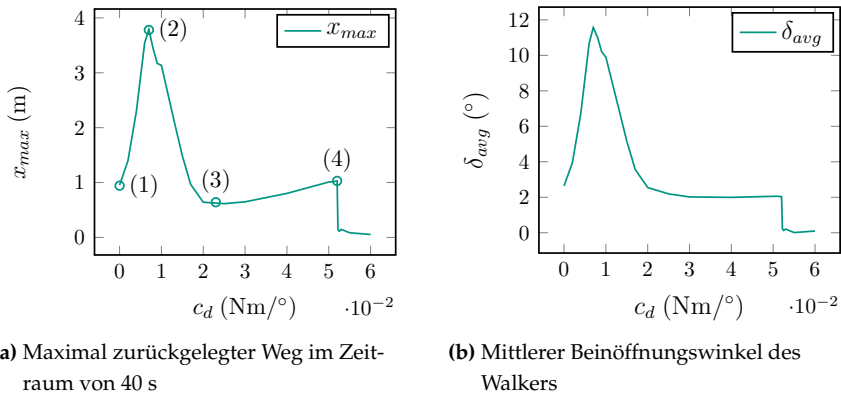 4
3
2
1
0
x_max (m)
(1)
(2)
(3)
(4)
x_max
0 1 2 3 4 5 6
c_d (Nm/°)
·10⁻²
12
10
8
6
4
2
0
δ_avg (°)
δ_avg
0 1 2 3 4 5 6
c_d (Nm/°)
·10⁻²
a) Maximal zurückgelegter Weg im Zeit-
raum von 40 s
(b) Mittlerer Beinöffnungswinkel des
Walkers